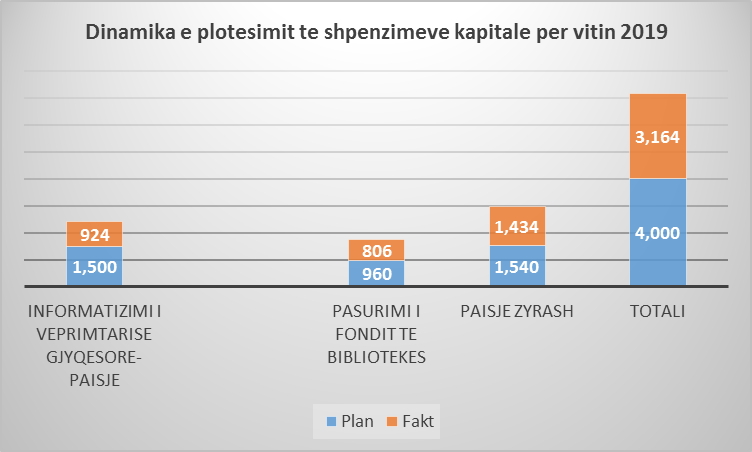 Dinamika e plotesimit te shpenzimeve kapitale per vitin 2019
3,164
924
806
1,434
1,500
960
1,540
4,000
INFORMATIZIMI I
VEPRIMTARISE
GJYQESORE-
PAISJE
PASURIMI I
FONDIT TE
BIBLIOTEKES
PAISJE ZYRASH
TOTALI
Plan
Fakt